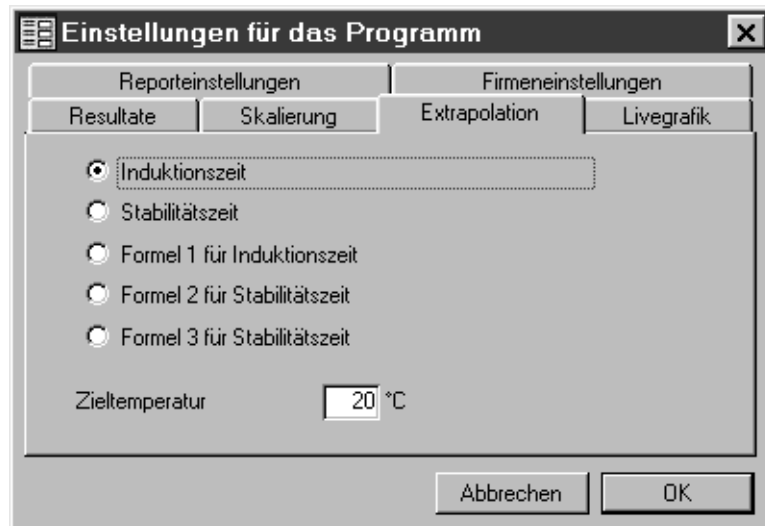 Einstellungen für das Programm
Reporteinstellungen Firmeneinstellungen
Resultate Skalierung Extrapolation Livegrafik
Induktionszeit
Stabilitätszeit
Formel 1 für Induktionszeit
Formel 2 für Stabilitätszeit
Formel 3 für Stabilitätszeit
Zieltemperatur 20 °C
Abbrechen OK